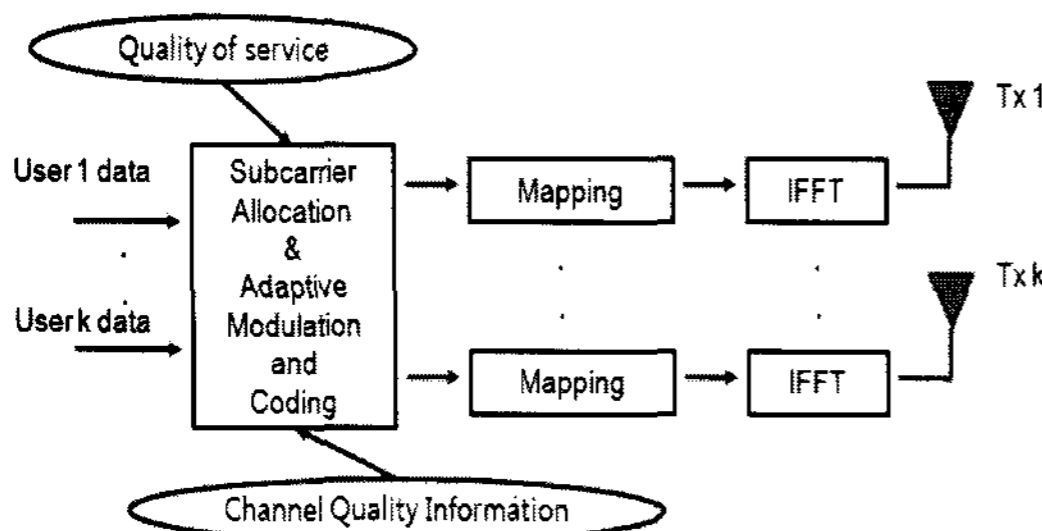 Quality of service
Tx 1
User 1 data
Subcarrier
Allocation
&
Adaptive
Modulation
and
Coding
Mapping
IFFT
Tx k
User k data
Mapping
IFFT
Channel Quality Information